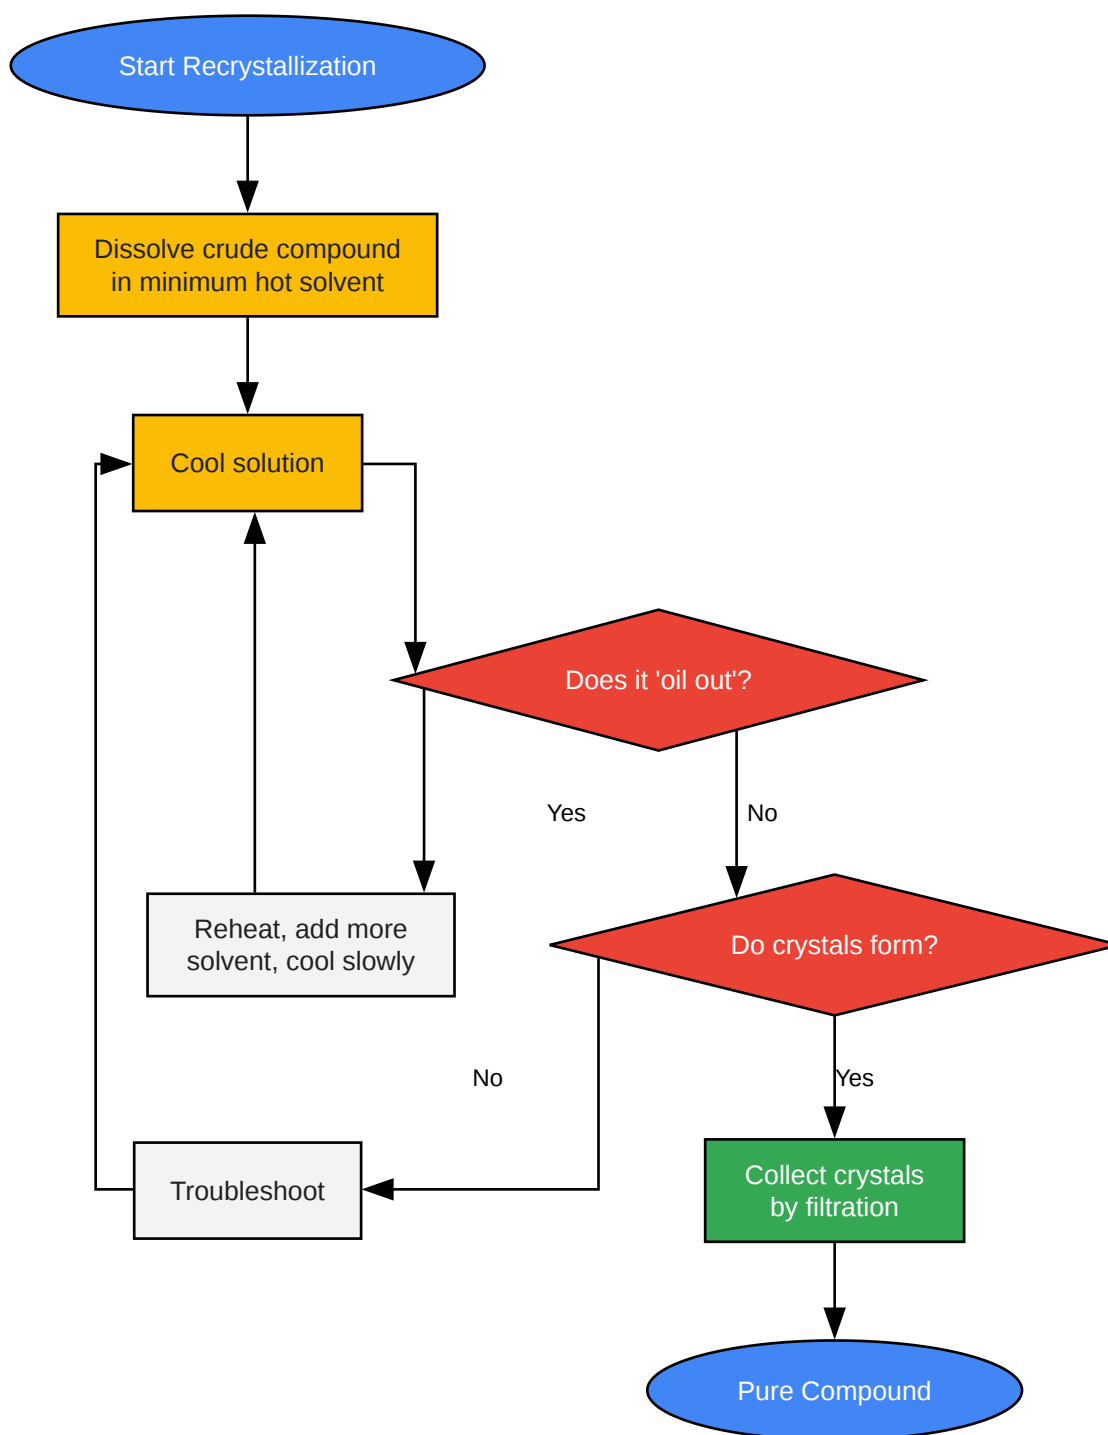 Start Recrystallization
Dissolve crude compound
in minimum hot solvent
Cool solution
Does it 'oil out'?
Yes
No
Reheat, add more
solvent, cool slowly
Do crystals form?
No
Yes
Troubleshoot
Collect crystals
by filtration
Pure Compound